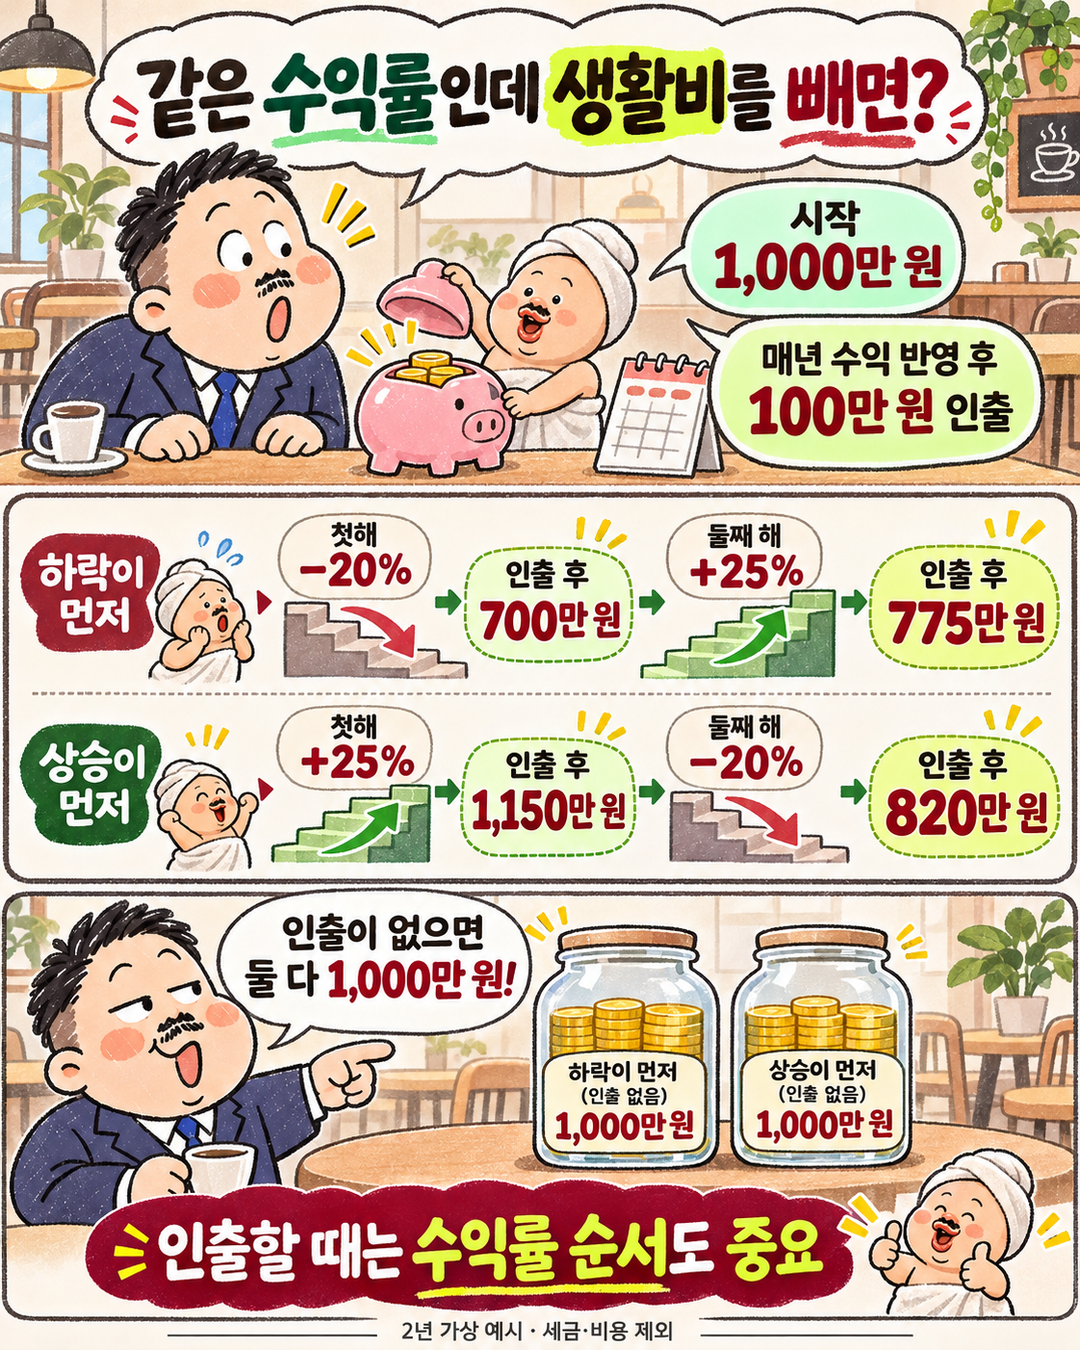 같은 수익률인데 생활비를 빼면?
시작
1,000만 원
매년 수익 반영 후
100만 원 인출
하락이
먼저
첫해
-20%
인출 후
700만 원
둘째 해
+25%
인출 후
775만 원
상승이
먼저
첫해
+25%
인출 후
1,150만 원
둘째 해
-20%
인출 후
820만 원
인출이 없으면
둘 다 1,000만 원!
하락이 먼저
(인출 없음)
1,000만 원
상승이 먼저
(인출 없음)
1,000만 원
인출할 때는 수익률 순서도 중요
2년 가상 예시 · 세금·비용 제외